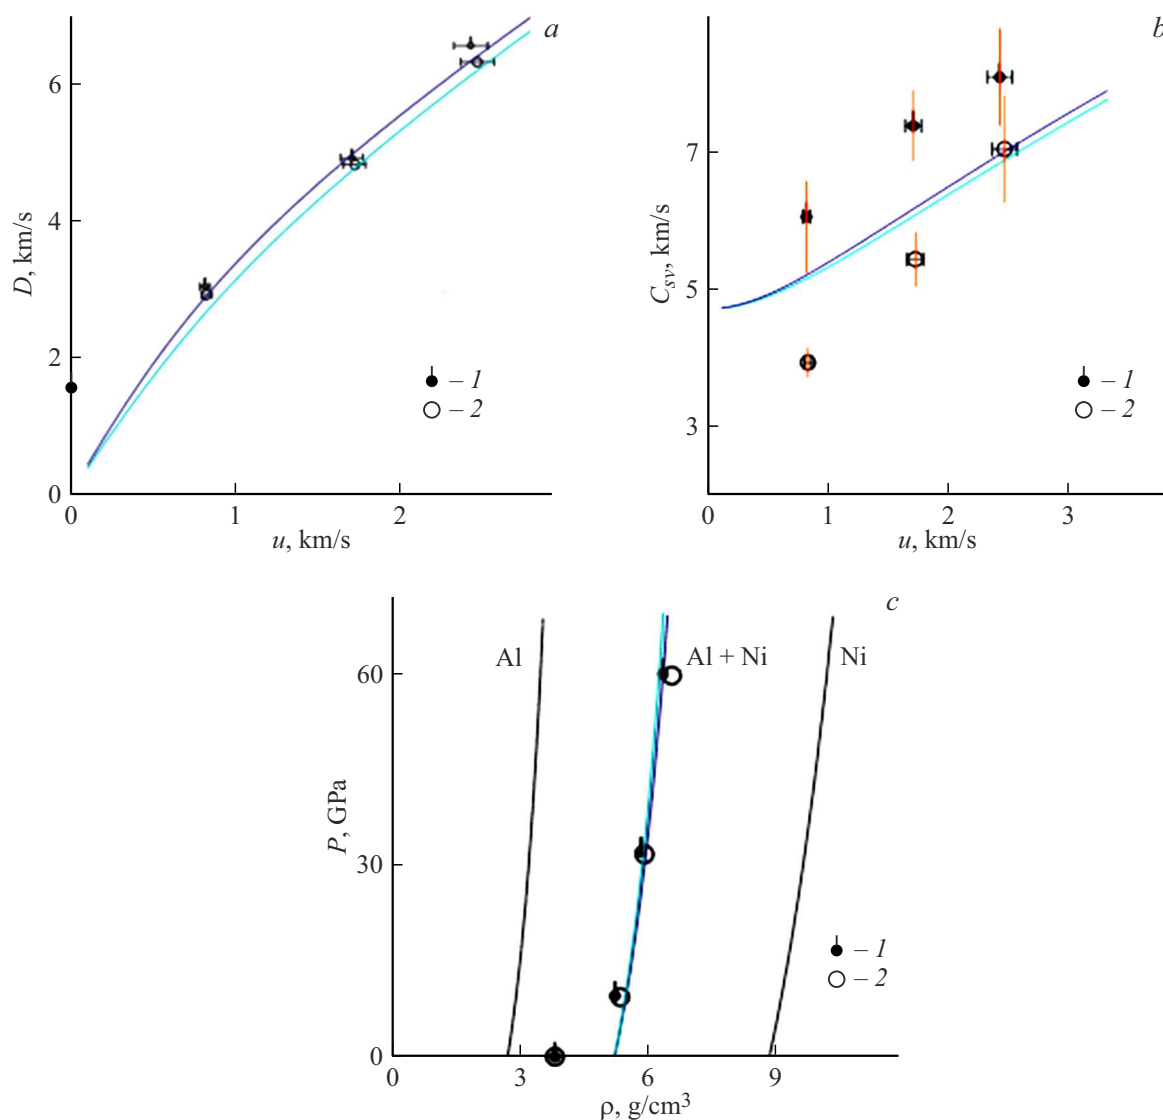 a
D, km/s
6
4
2
0
– 1
– 2
0 1 2
u, km/s
b
C_sv, km/s
7
5
3
– 1
– 2
0 1 2 3
u, km/s
c
P, GPa
60
30
0
Al
Al + Ni
Ni
– 1
– 2
0 3 6 9
ρ, g/cm³